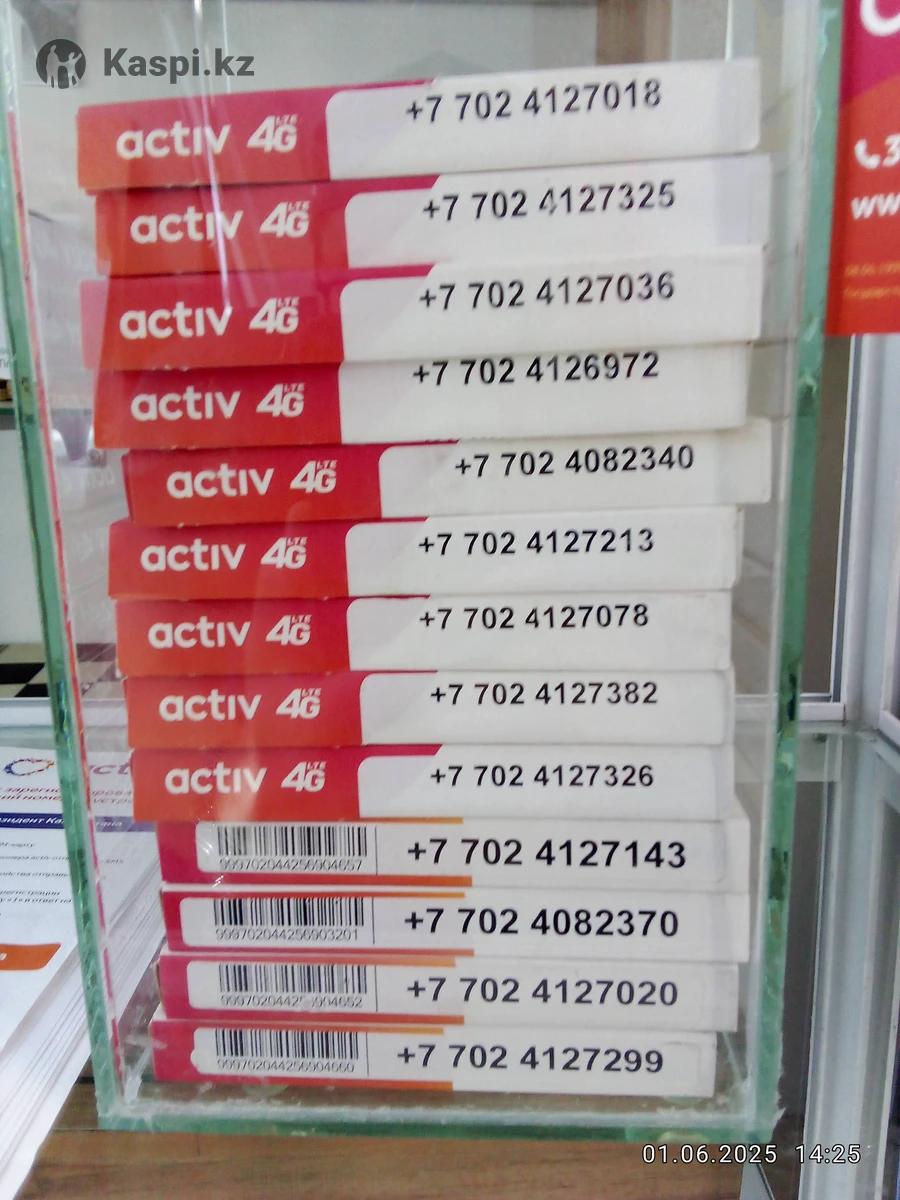 Kaspi.kz
activ 4G LTE +7 702 4127018
activ 4G LTE +7 702 4127325
activ 4G LTE +7 702 4127036
activ 4G LTE +7 702 4126972
activ 4G LTE +7 702 4082340
activ 4G LTE +7 702 4127213
activ 4G LTE +7 702 4127078
activ 4G LTE +7 702 4127382
activ 4G LTE +7 702 4127326
999702044256904657 +7 702 4127143
999702044256903201 +7 702 4082370
+7 702 4127020
999702044256904660 +7 702 4127299
01.06.2025 14:25